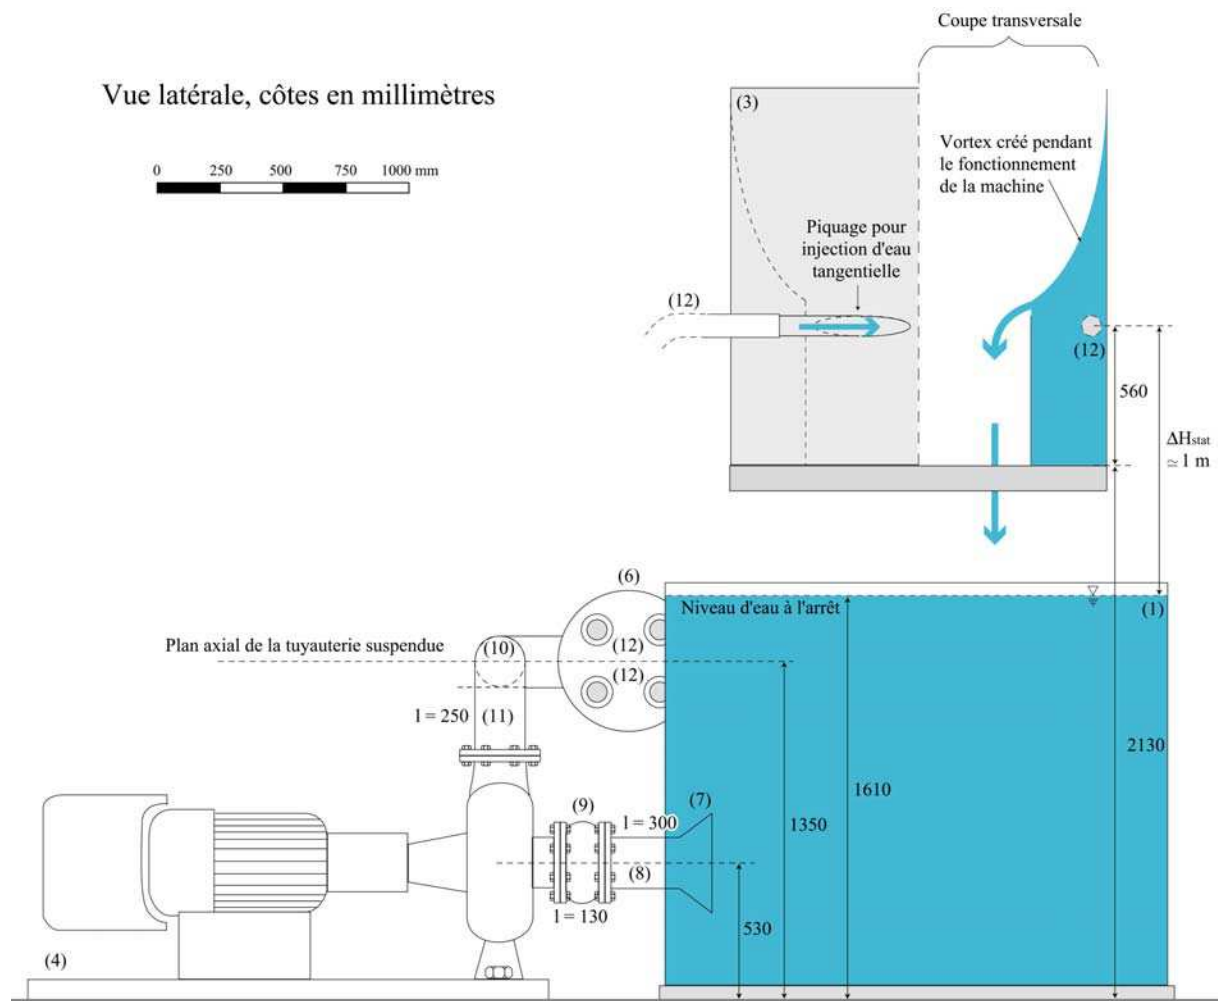 Coupe transversale
Vue latérale, côtes en millimètres
0 250 500 750 1000 mm
(3)
Vortex créé pendant
le fonctionnement
de la machine
Piquage pour
injection d'eau
tangentielle
(12)
(12)
560
ΔHstat
≃ 1 m
(6)
Niveau d'eau à l'arrêt
(1)
Plan axial de la tuyauterie suspendue
(10)
(12)
(12)
l = 250
(11)
2130
1610
1350
(9)
(7)
l = 300
(8)
l = 130
530
(4)